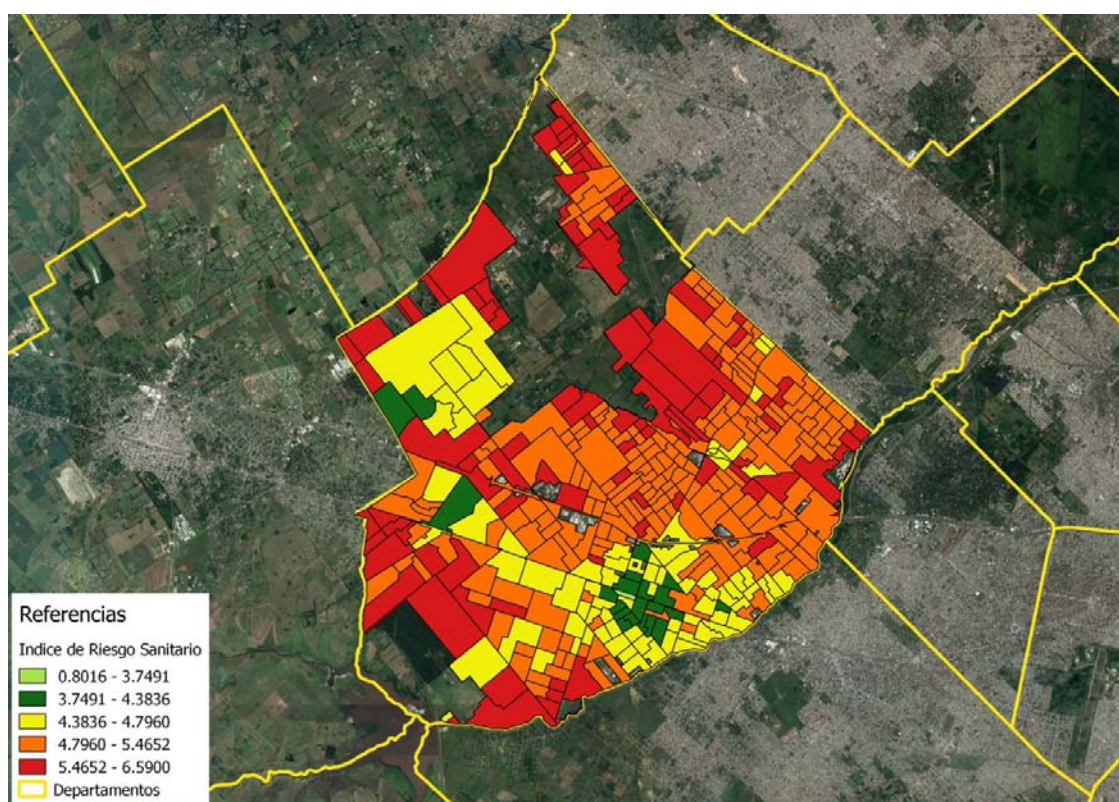 Referencias
Indice de Riesgo Sanitario
0.8016 - 3.7491
3.7491 - 4.3836
4.3836 - 4.7960
4.7960 - 5.4652
5.4652 - 6.5900
Departamentos